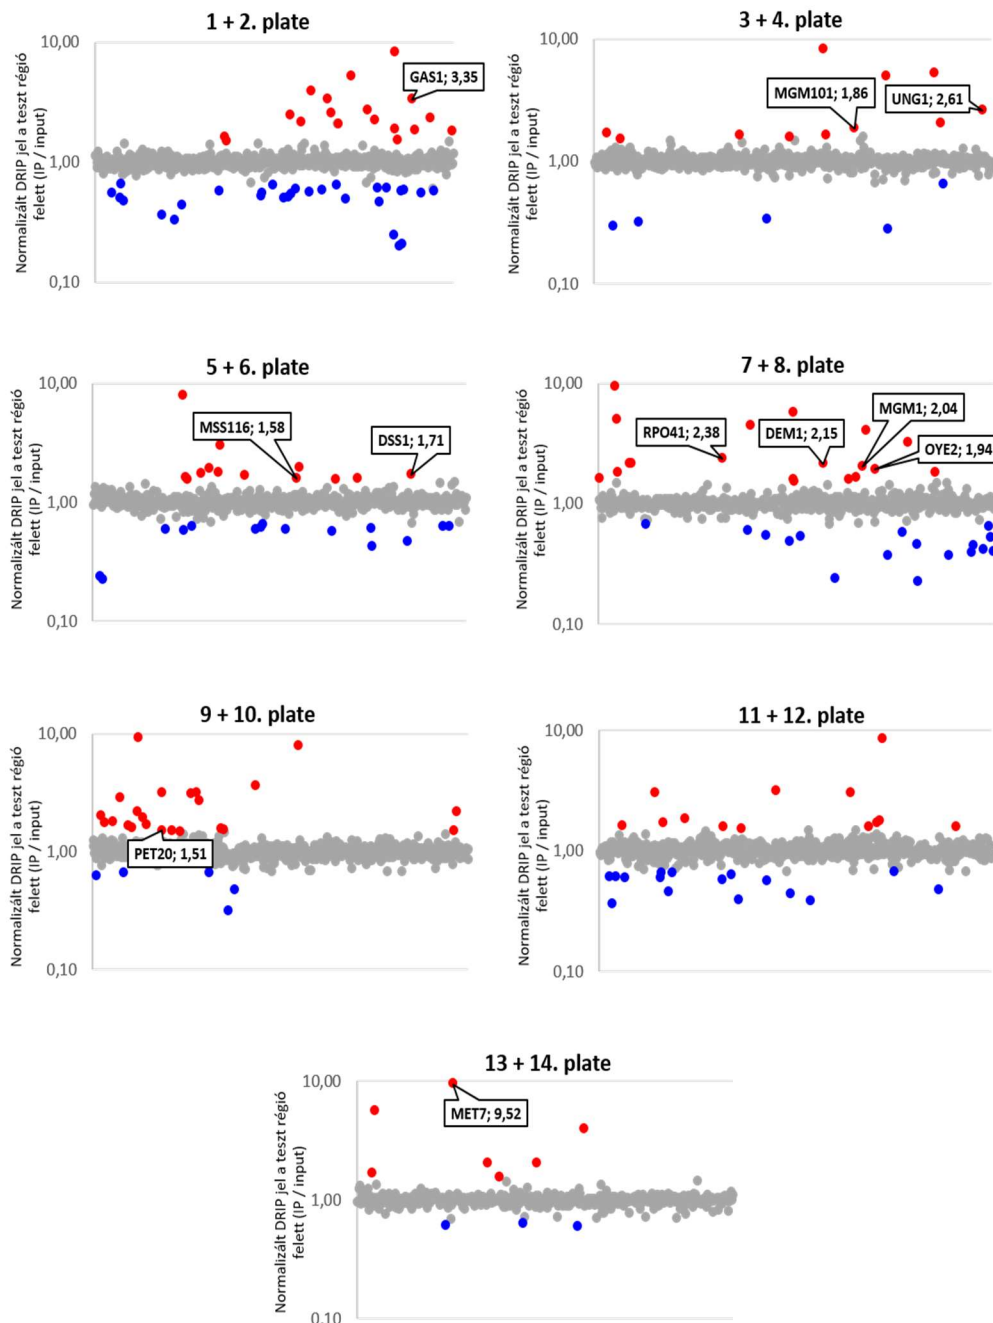 1 + 2. plate
Normalizált DRIP jel a teszt régió
felett (IP / input)
10,00
1,00
0,10
GAS1; 3,35
3 + 4. plate
Normalizált DRIP jel a teszt régió
felett (IP / input)
10,00
1,00
0,10
MGM101; 1,86
UNG1; 2,61
5 + 6. plate
Normalizált DRIP jel a teszt régió
felett (IP / input)
10,00
1,00
0,10
MSS116; 1,58
DSS1; 1,71
7 + 8. plate
Normalizált DRIP jel a teszt régió
felett (IP / input)
10,00
1,00
0,10
RPO41; 2,38
DEM1; 2,15
MGM1; 2,04
OYE2; 1,94
9 + 10. plate
Normalizált DRIP jel a teszt régió
felett (IP / input)
10,00
1,00
0,10
PET20; 1,51
11 + 12. plate
Normalizált DRIP jel a teszt régió
felett (IP / input)
10,00
1,00
0,10
13 + 14. plate
Normalizált DRIP jel a teszt régió
felett (IP / input)
10,00
1,00
0,10
MET7; 9,52